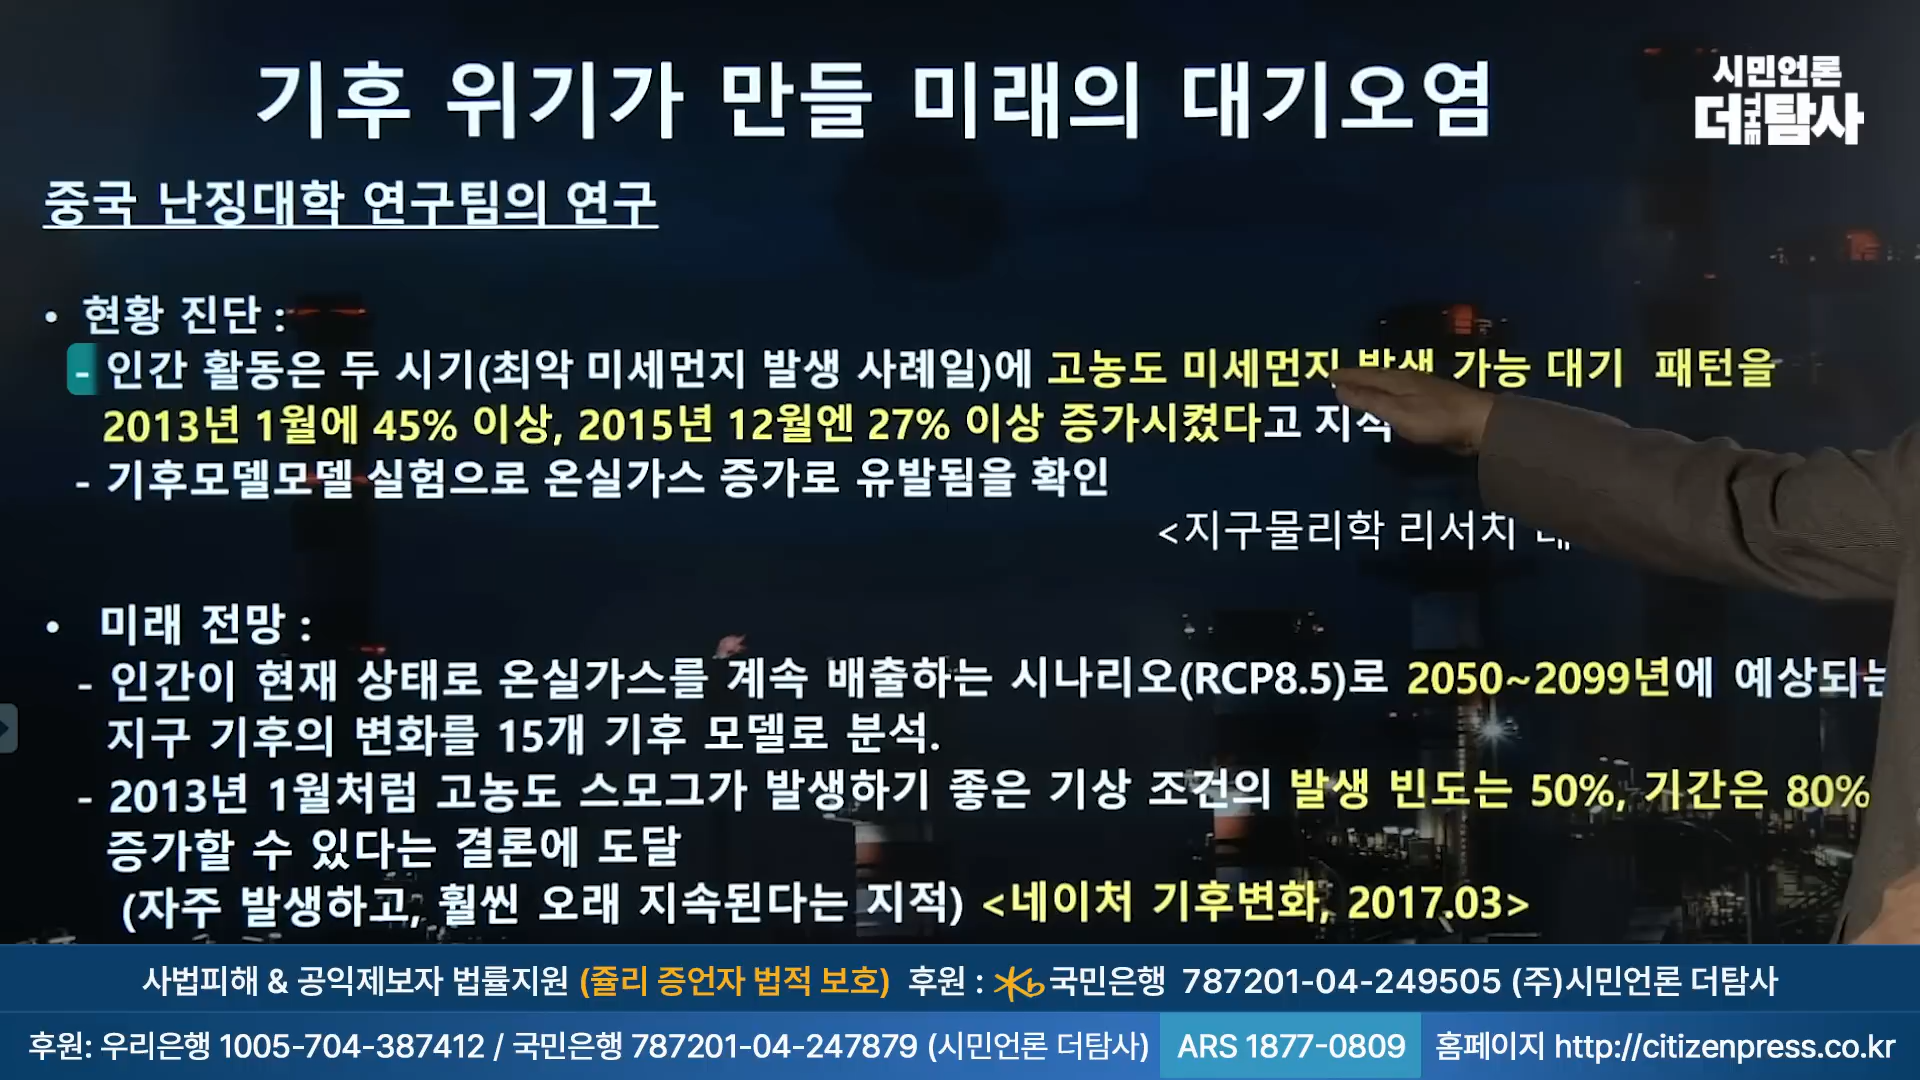 기후 위기가 만들 미래의 대기오염
시민언론
더탐사
중국 난징대학 연구팀의 연구
• 현황 진단 :
- 인간 활동은 두 시기(최악 미세먼지 발생 사례일)에 고농도 미세먼지 발생 가능 대기 패턴을
2013년 1월에 45% 이상, 2015년 12월엔 27% 이상 증가시켰다고 지적
- 기후모델모델 실험으로 온실가스 증가로 유발됨을 확인
<지구물리학 리서치
• 미래 전망 :
- 인간이 현재 상태로 온실가스를 계속 배출하는 시나리오(RCP8.5)로 2050~2099년에 예상되는
지구 기후의 변화를 15개 기후 모델로 분석.
- 2013년 1월처럼 고농도 스모그가 발생하기 좋은 기상 조건의 발생 빈도는 50%, 기간은 80%
증가할 수 있다는 결론에 도달
(자주 발생하고, 훨씬 오래 지속된다는 지적) <네이처 기후변화, 2017.03>
사법피해 & 공익제보자 법률지원 (쥴리 증언자 법적 보호) 후원 : 국민은행 787201-04-249505 (주)시민언론 더탐사
후원: 우리은행 1005-704-387412 / 국민은행 787201-04-247879 (시민언론 더탐사) ARS 1877-0809 홈페이지 http://citizenpress.co.kr